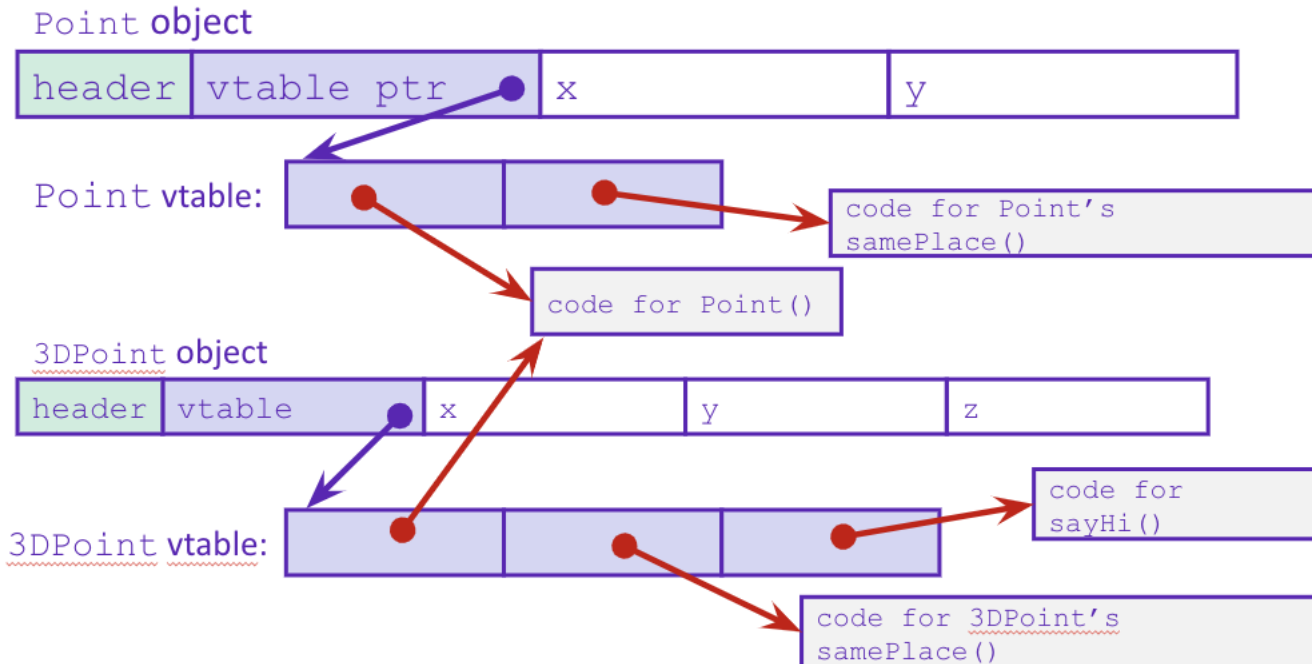 Point object
header vtable ptr x y
Point vtable:
code for Point’s
samePlace()
code for Point()
3DPoint object
header vtable x y z
code for
sayHi()
3DPoint vtable:
code for 3DPoint’s
samePlace()